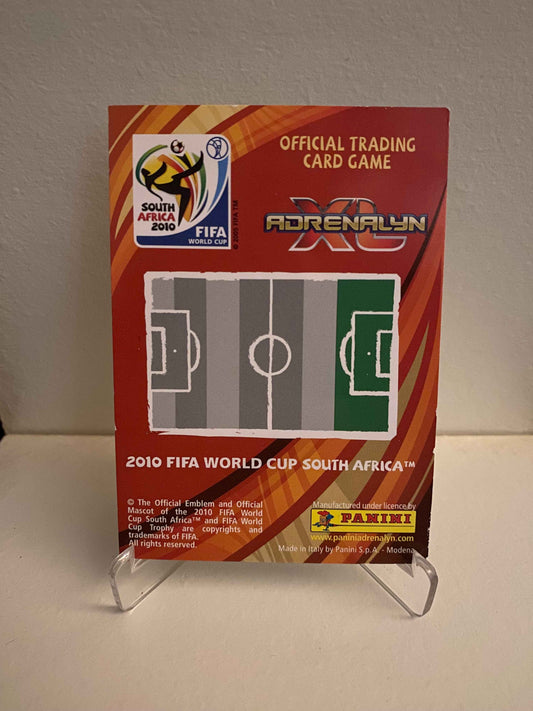 OFFICIAL TRADING
CARD GAME
SOUTH
AFRICA
2010
FIFA
WORLD CUP
ADRENALYN
XL
2010 FIFA WORLD CUP SOUTH AFRICA™
© The Official Emblem and Official
Mascot of the 2010 FIFA World
Cup South Africa™ and FIFA World
Cup Trophy are copyrights and
trademarks of FIFA.
All rights reserved.
Manufactured under licence by
PANINI
www.paniniadrenalyn.com
Made in Italy by Panini S.p.A. - Modena